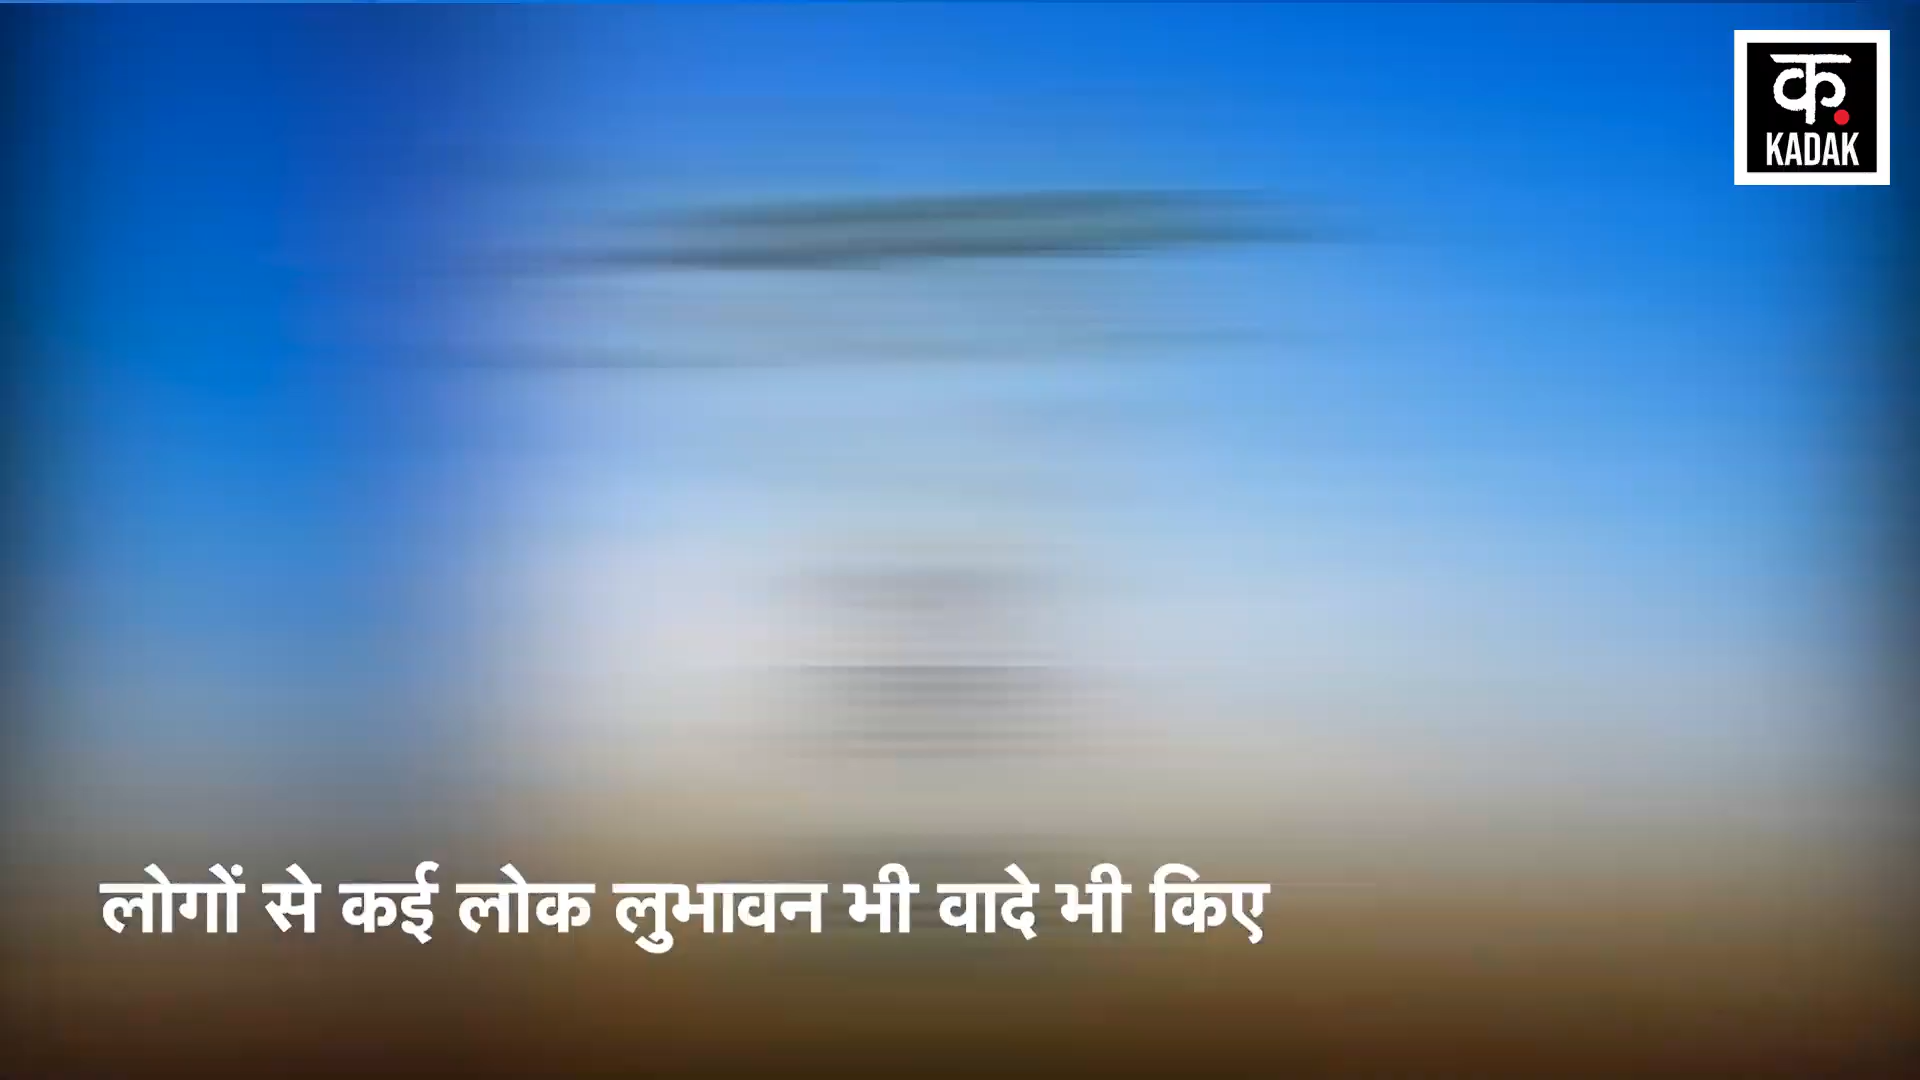 क.
KADAK
लोगों से कई लोक लुभावन भी वादे भी किए